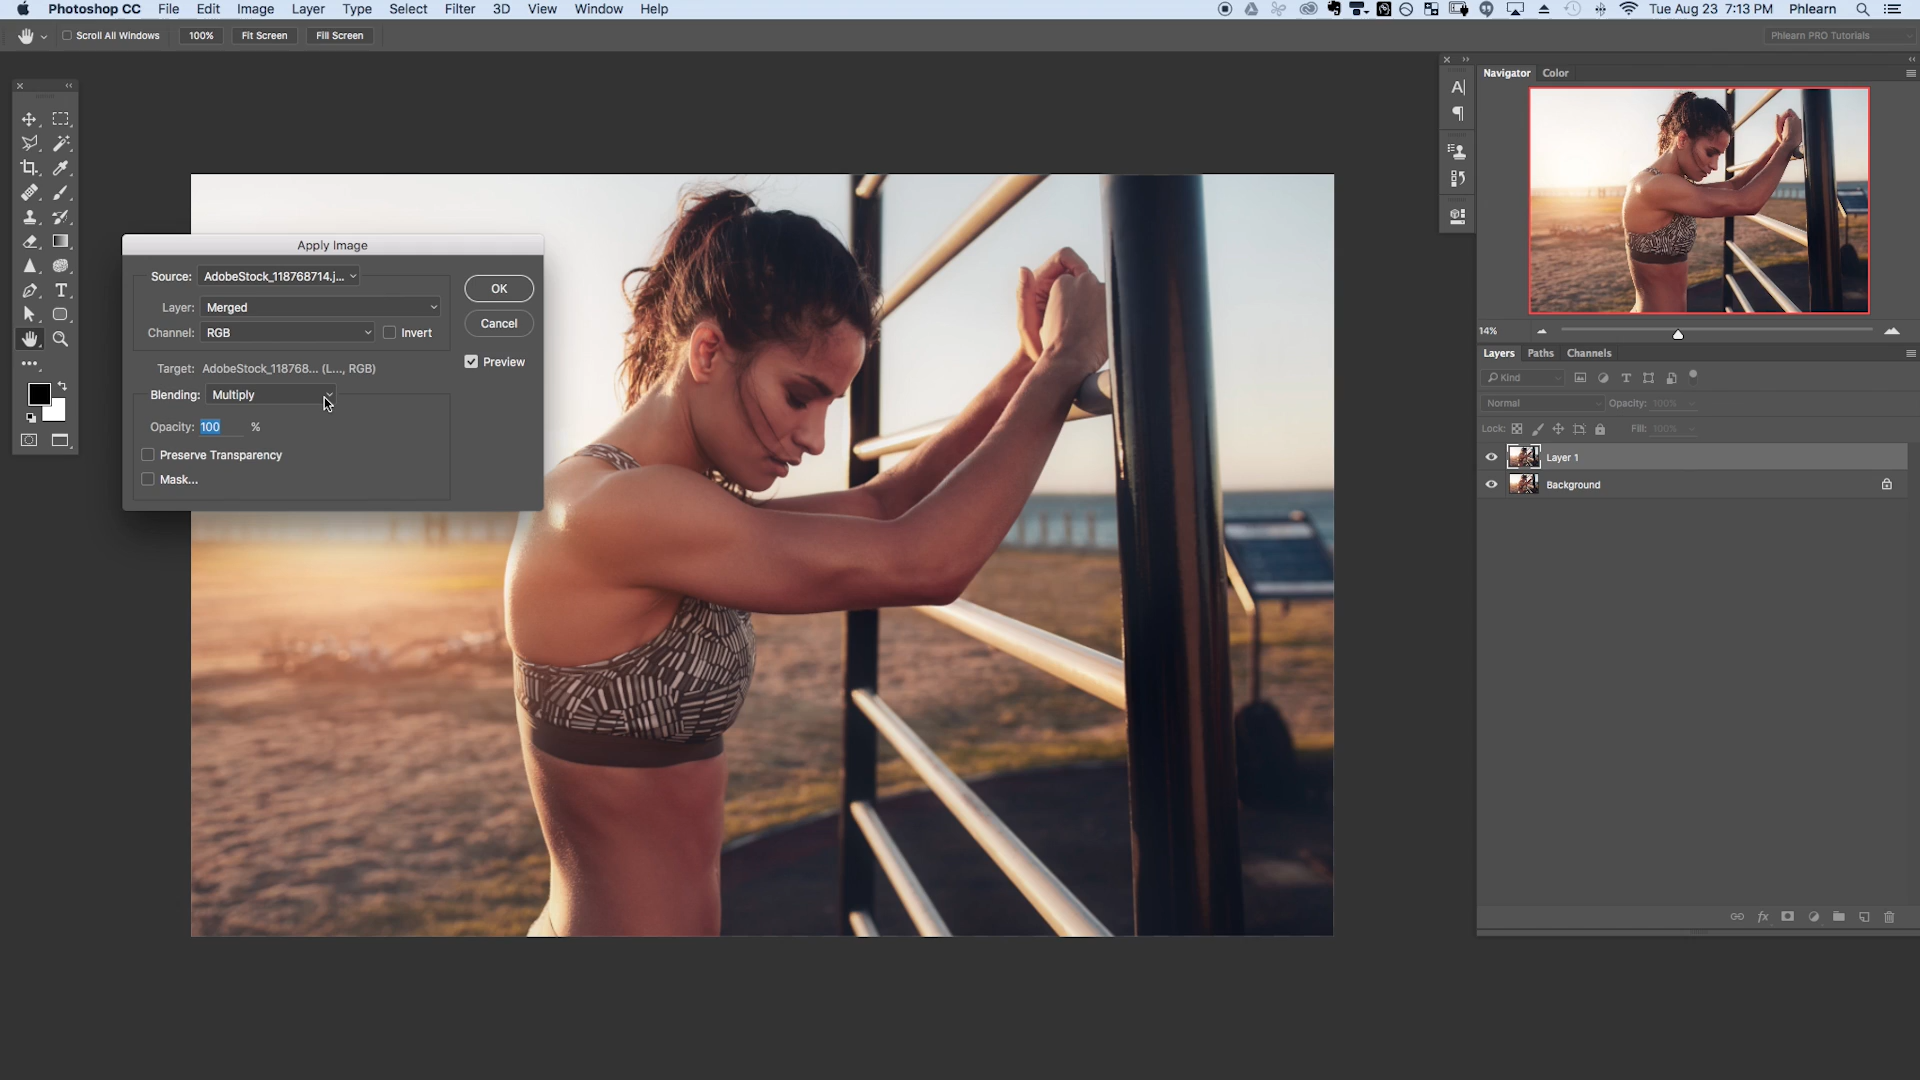 Photoshop CC File Edit Image Layer Type Select Filter 3D View Window Help Tue Aug 23 7:13 PM Phlearn
Scroll All Windows 100% Fit Screen Fill Screen Phlearn PRO Tutorials
Navigator Color
Apply Image
Source: AdobeStock_118768714.j...
Layer: Merged
Channel: RGB Invert
Target: AdobeStock_118768... (L..., RGB)
Blending: Multiply
Opacity: 100 %
Preserve Transparency
Mask...
OK
Cancel
Preview
14%
Layers Paths Channels
Kind
Normal Opacity: 100%
Lock: Fill: 100%
Layer 1
Background